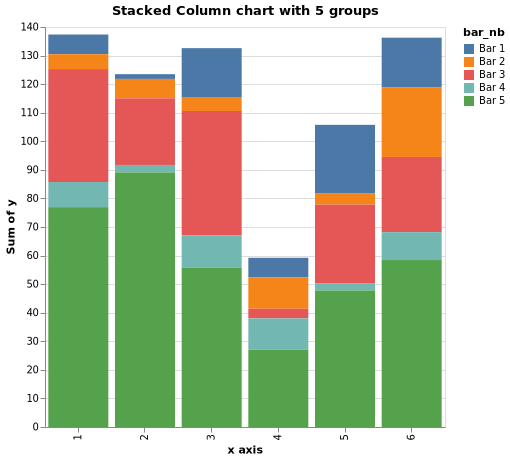 Stacked Column chart with 5 groups
bar_nb
Bar 1
Bar 2
Bar 3
Bar 4
Bar 5
140
130
120
110
100
90
80
70
60
50
40
30
20
10
0
Sum of y
1
2
3
4
5
6
x axis